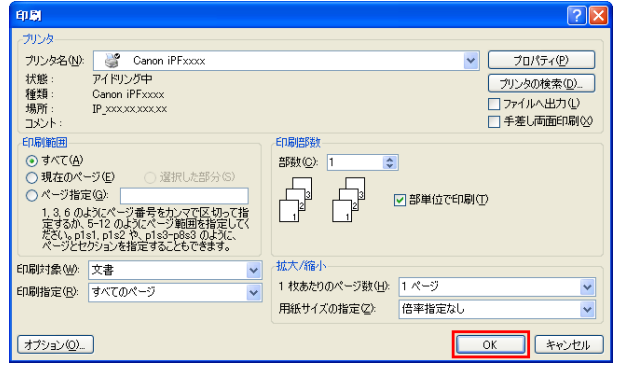 印刷
プリンタ
プリンタ名(N):
Canon iPFxxxx
プロパティ(P)
状態：
アイドリング中
プリンタの検索(D)...
種類：
Canon iPFxxxx
場所：
IP_xxx.xx.xxx.xx
ファイルへ出力(L)
コメント：
手差し両面印刷(X)
印刷範囲
すべて(A)
現在のページ(E)
選択した部分(S)
ページ指定(G):
1, 3, 6 のようにページ番号をカンマで区切って指
定するか、5-12 のようにページ範囲を指定してく
ださい。p1s1, p1s2 や、p1s3-p8s3 のように、
ページとセクションを指定することもできます。
印刷部数
部数(C):
1
部単位で印刷(T)
印刷対象(W):
文書
印刷指定(R):
すべてのページ
拡大/縮小
1 枚あたりのページ数(H):
1 ページ
用紙サイズの指定(Z):
倍率指定なし
オプション(O)...
OK
キャンセル